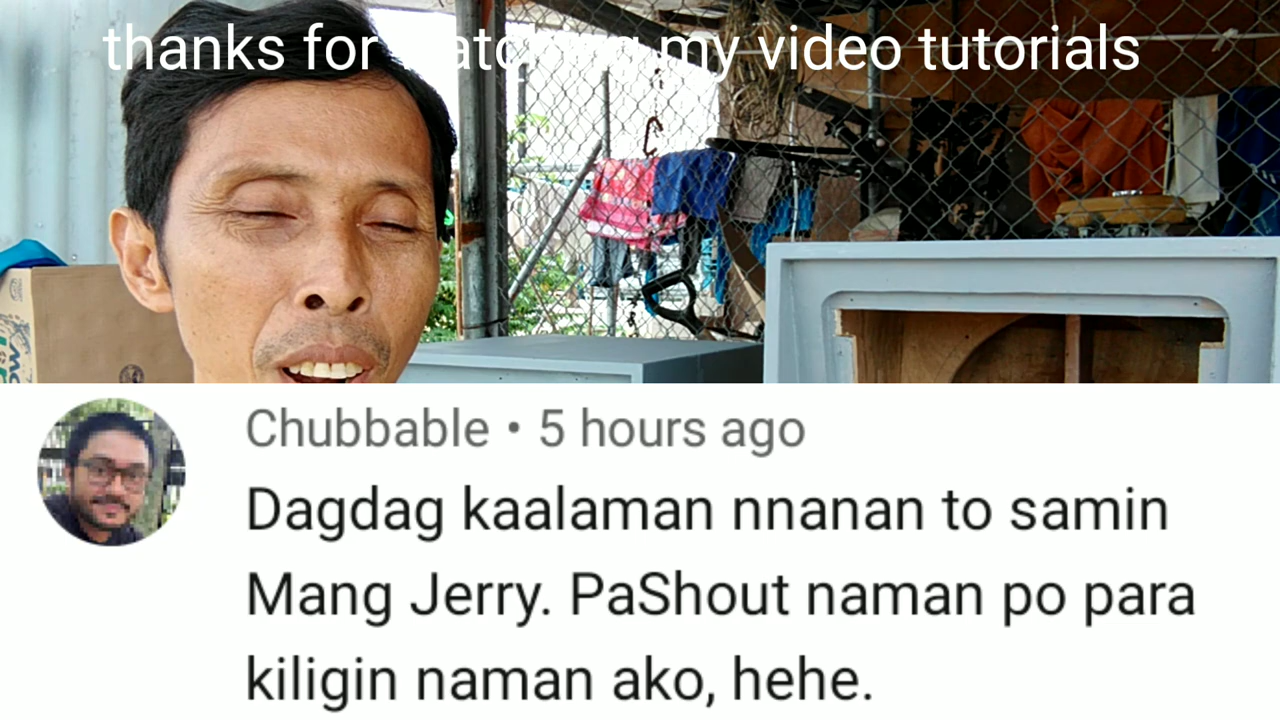 thanks for watching my video tutorials
Chubbable • 5 hours ago
Dagdag kaalaman nnanan to samin
Mang Jerry. PaShout naman po para
kiligin naman ako, hehe.